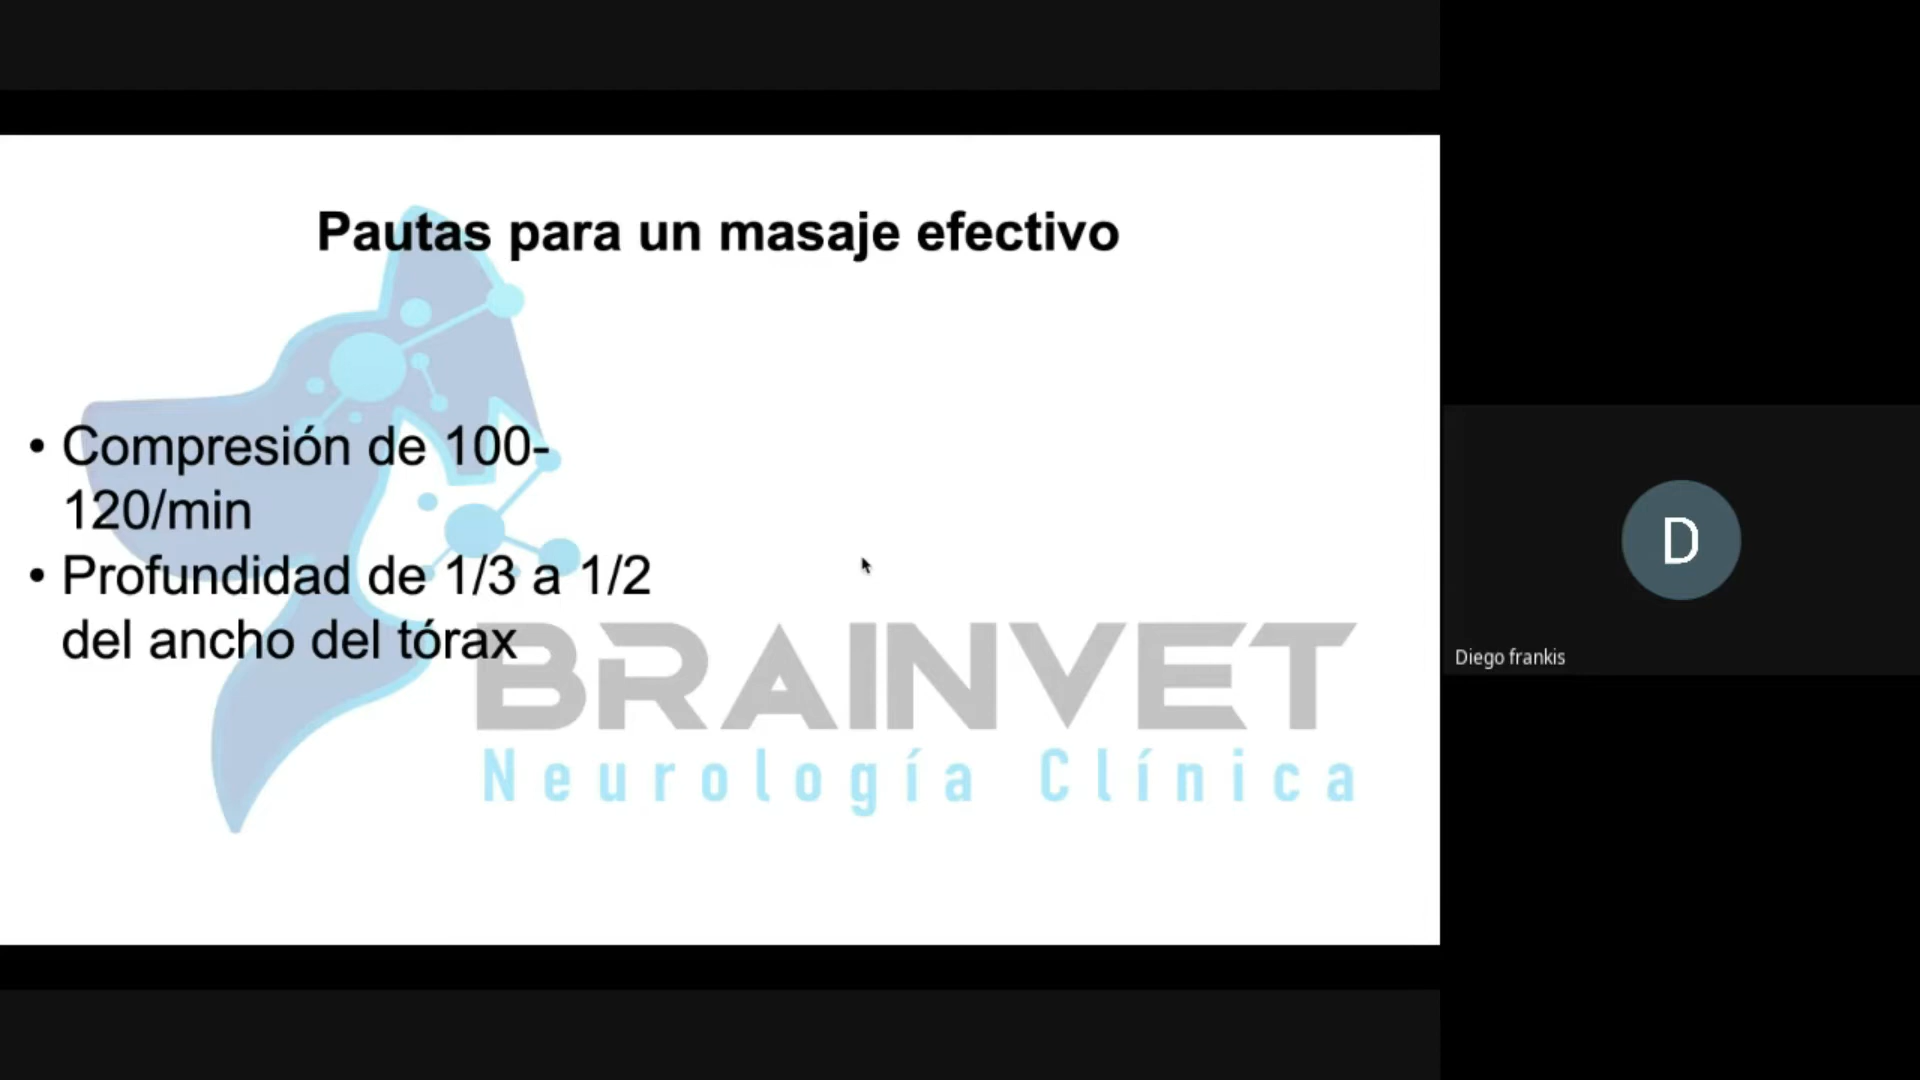 Pautas para un masaje efectivo
• Compresión de 100-
120/min
• Profundidad de 1/3 a 1/2
del ancho del tórax
BRAINVET
Neurología Clínica
D
Diego frankis